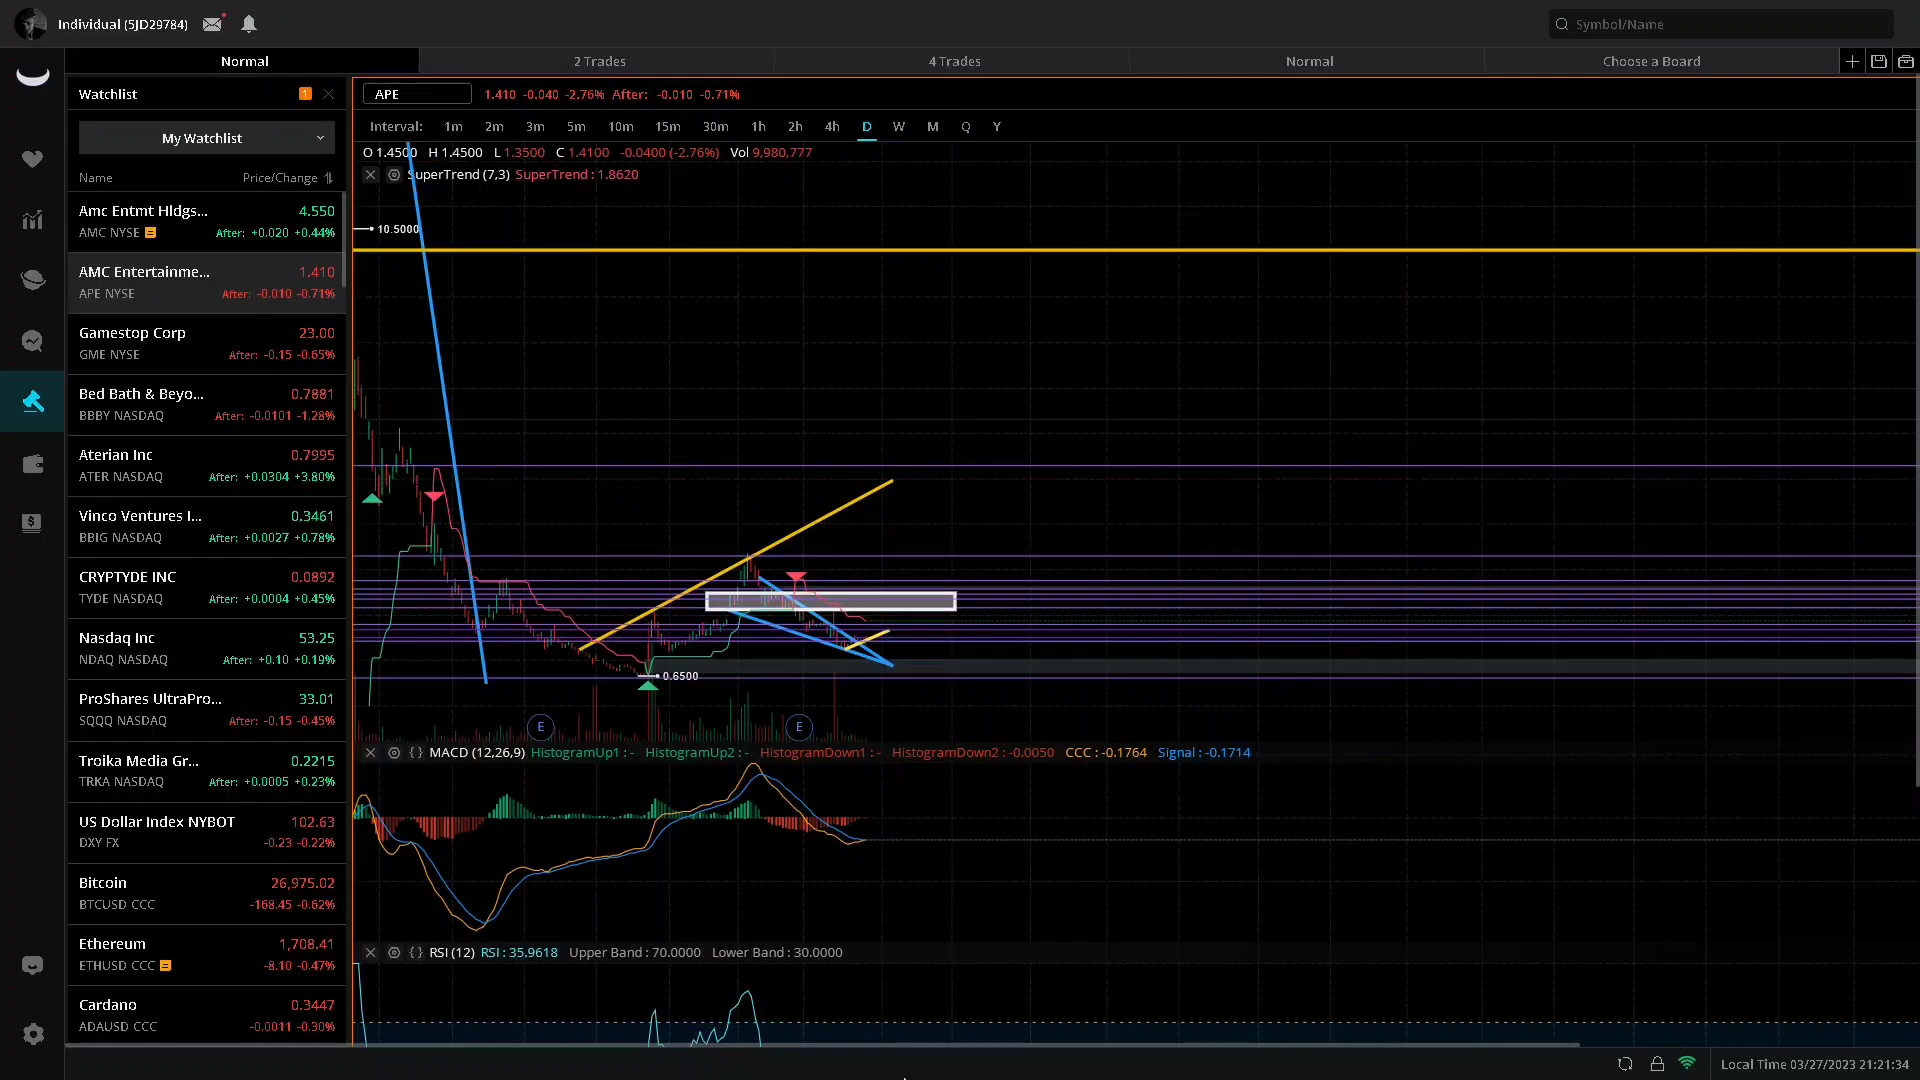 Individual (5JD29784)
Symbol/Name
Normal
2 Trades
4 Trades
Normal
Choose a Board
Watchlist
1
My Watchlist
Name Price/Change
Amc Entmt Hldgs... 4.550
AMC NYSE After: +0.020 +0.44%
AMC Entertainme... 1.410
APE NYSE After: -0.010 -0.71%
Gamestop Corp 23.00
GME NYSE After: -0.15 -0.65%
Bed Bath & Beyo... 0.7881
BBBY NASDAQ After: -0.0101 -1.28%
Aterian Inc 0.7995
ATER NASDAQ After: +0.0304 +3.80%
Vinco Ventures I... 0.3461
BBIG NASDAQ After: +0.0027 +0.78%
CRYPTYDE INC 0.0892
TYDE NASDAQ After: +0.0004 +0.45%
Nasdaq Inc 53.25
NDAQ NASDAQ After: +0.10 +0.19%
ProShares UltraPro... 33.01
SQQQ NASDAQ After: -0.15 -0.45%
Troika Media Gr... 0.2215
TRKA NASDAQ After: +0.0005 +0.23%
US Dollar Index NYBOT 102.63
DXY FX -0.23 -0.22%
Bitcoin 26,975.02
BTCUSD CCC -168.45 -0.62%
Ethereum 1,708.41
ETHUSD CCC -8.10 -0.47%
Cardano 0.3447
ADAUSD CCC -0.0011 -0.30%
APE 1.410 -0.040 -2.76% After: -0.010 -0.71%
Interval: 1m 2m 3m 5m 10m 15m 30m 1h 2h 4h D W M Q Y
O 1.4500 H 1.4500 L 1.3500 C 1.4100 -0.0400 (-2.76%) Vol 9,980,777
SuperTrend (7,3) SuperTrend : 1.8620
10.5000
0.6500
E
E
MACD (12,26,9) HistogramUp1 : - HistogramUp2 : - HistogramDown1 : - HistogramDown2 : -0.0050 CCC : -0.1764 Signal : -0.1714
RSI (12) RSI : 35.9618 Upper Band : 70.0000 Lower Band : 30.0000
Local Time 03/27/2023 21:21:34